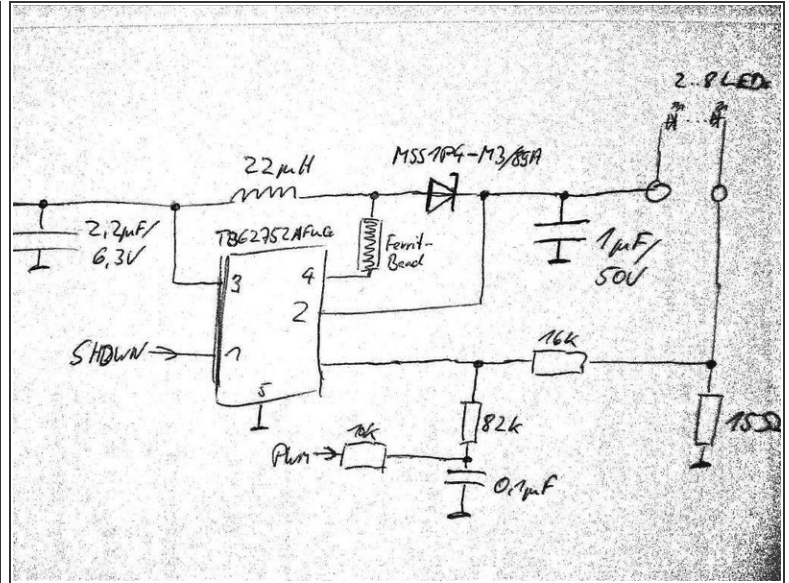 2..8 LEDs
MSS1P4-M3/89A
22µH
2,2µF/
6,3V
TB62752AFUG
Ferrit-
Bead
1µF/
50V
3
4
2
SHDWN
1
16k
5
82k
15Ω
10k
PWM
0,1µF